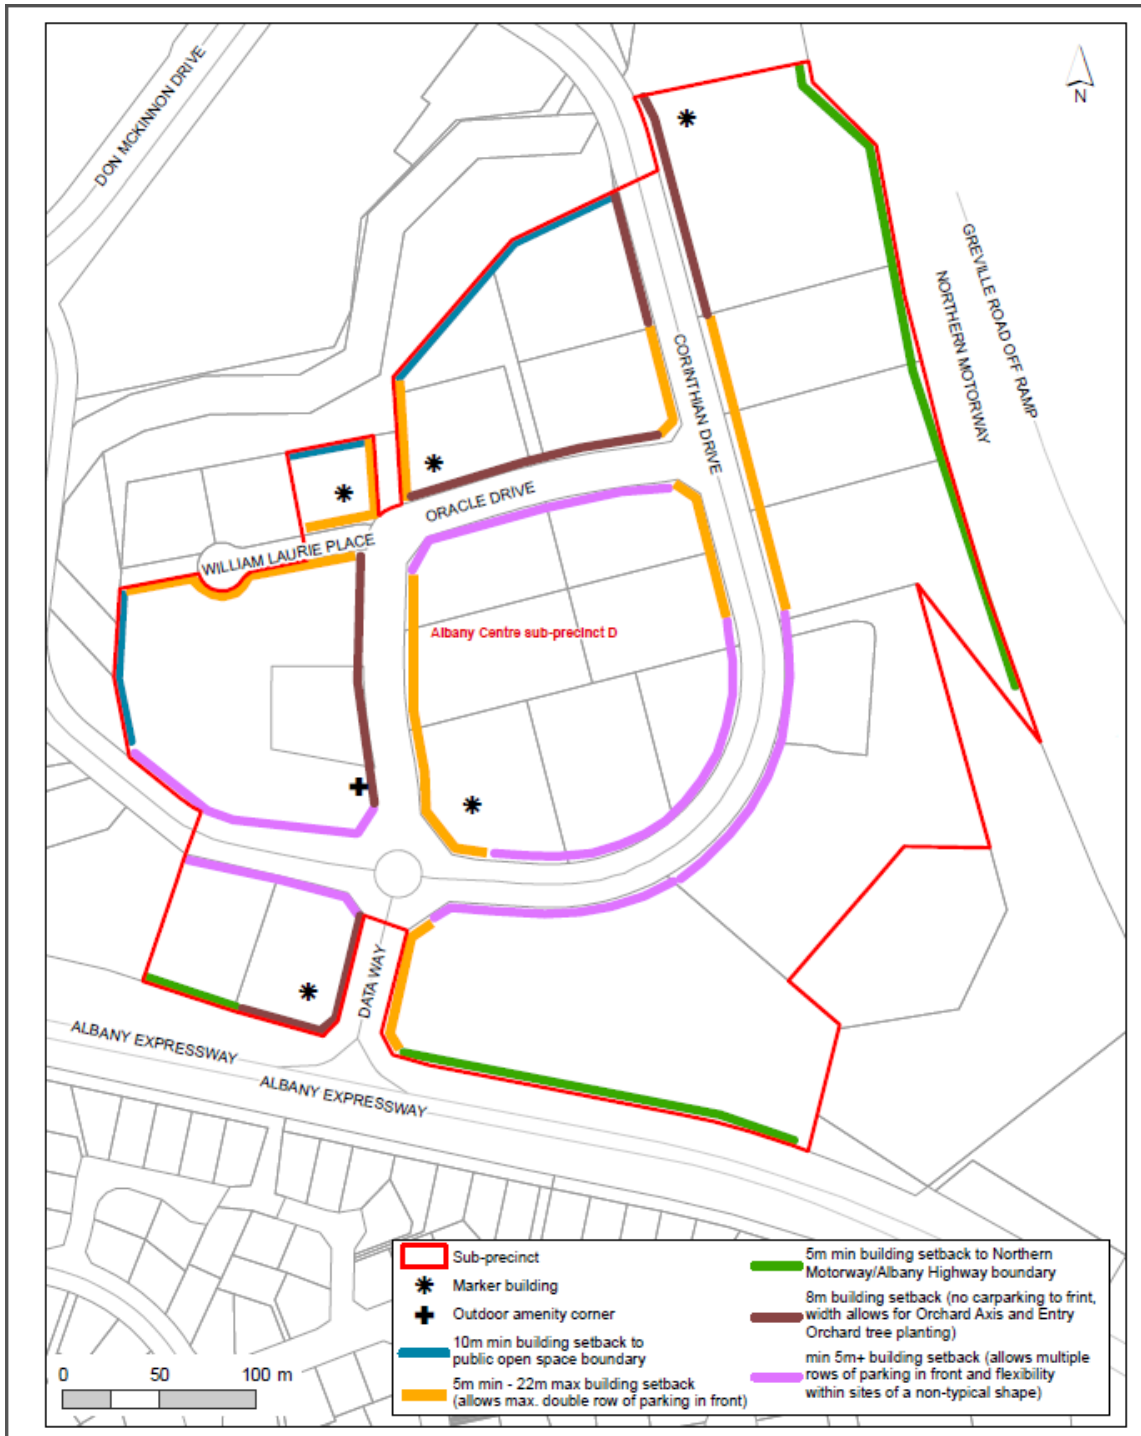 DON MCKINNON DRIVE
N
GREVILLE ROAD OFF RAMP
NORTHERN MOTORWAY
CORINTHIAN DRIVE
ORACLE DRIVE
WILLIAM LAURIE PLACE
Albany Centre sub-precinct D
DATA WAY
ALBANY EXPRESSWAY
ALBANY EXPRESSWAY
Sub-precinct
Marker building
Outdoor amenity corner
10m min building setback to
public open space boundary
5m min - 22m max building setback
(allows max. double row of parking in front)
5m min building setback to Northern
Motorway/Albany Highway boundary
8m building setback (no carparking to frint,
width allows for Orchard Axis and Entry
Orchard tree planting)
min 5m+ building setback (allows multiple
rows of parking in front and flexibility
within sites of a non-typical shape)
0 50 100 m